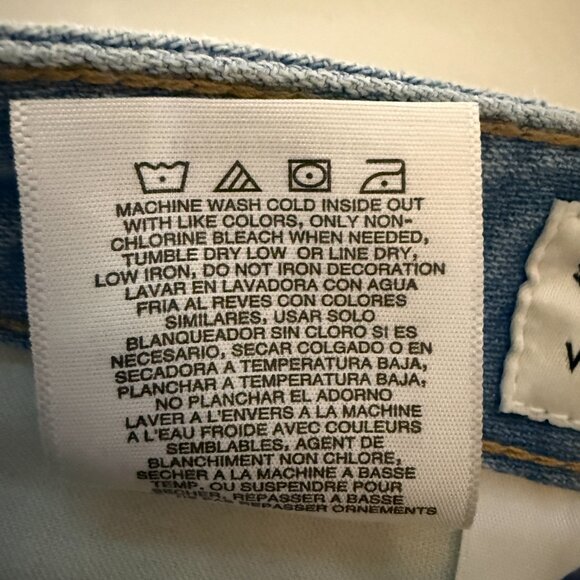 MACHINE WASH COLD INSIDE OUT
WITH LIKE COLORS, ONLY NON-
CHLORINE BLEACH WHEN NEEDED,
TUMBLE DRY LOW OR LINE DRY,
LOW IRON, DO NOT IRON DECORATION
LAVAR EN LAVADORA CON AGUA
FRIA AL REVES CON COLORES
SIMILARES, USAR SOLO
BLANQUEADOR SIN CLORO SI ES
NECESARIO, SECAR COLGADO O EN
SECADORA A TEMPERATURA BAJA,
PLANCHAR A TEMPERATURA BAJA,
NO PLANCHAR EL ADORNO
LAVER A L'ENVERS A LA MACHINE
A L'EAU FROIDE AVEC COULEURS
SEMBLABLES, AGENT DE
BLANCHIMENT NON CHLORE,
SECHER A LA MACHINE A BASSE
TEMP. OU SUSPENDRE POUR
SECHER, REPASSER A BASSE
REPASSER ORNEMENTS